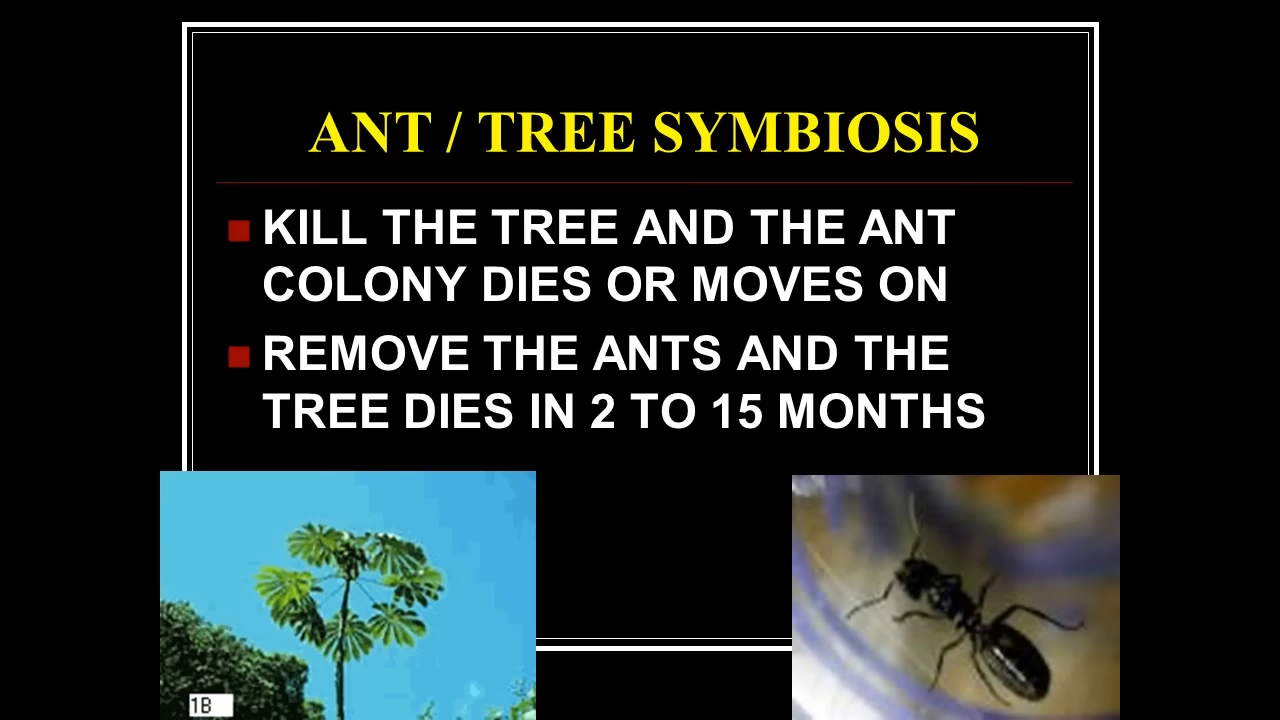 ANT / TREE SYMBIOSIS
KILL THE TREE AND THE ANT
COLONY DIES OR MOVES ON
REMOVE THE ANTS AND THE
TREE DIES IN 2 TO 15 MONTHS
1B